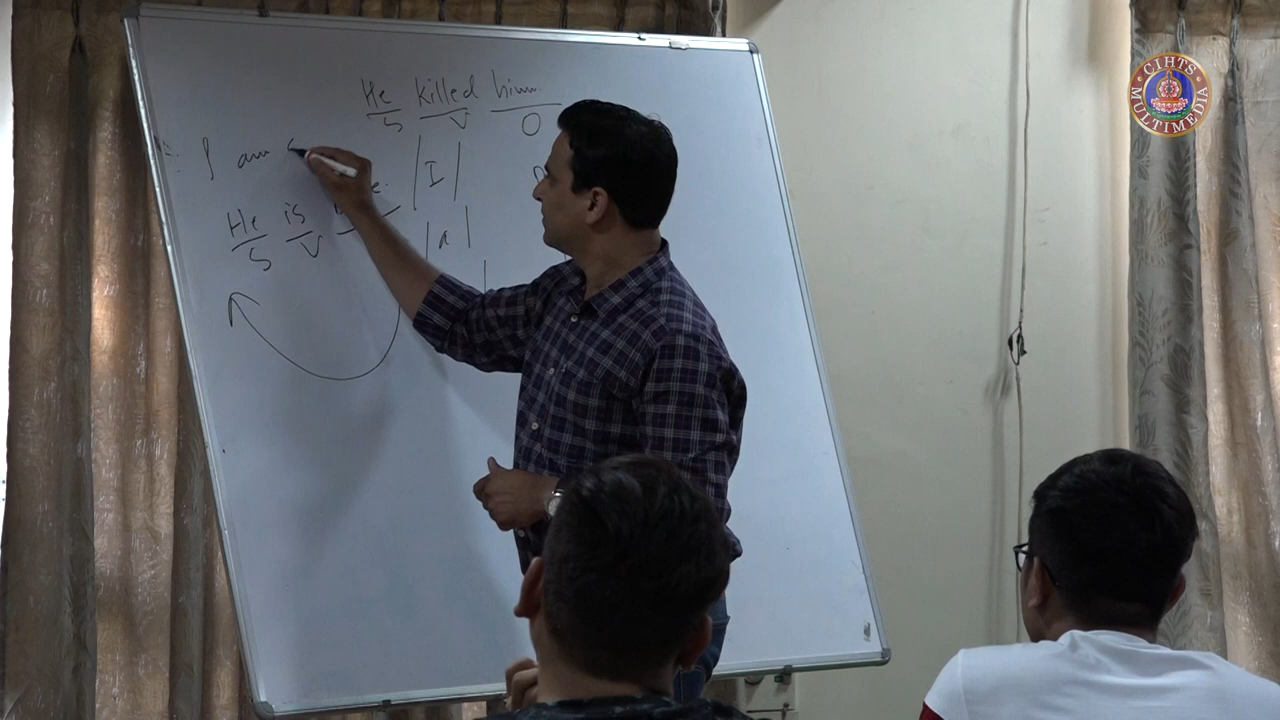 He killed him.
S V O
I am
|I|
He is
S V
|a|
CIHTS
MULTIMEDIA